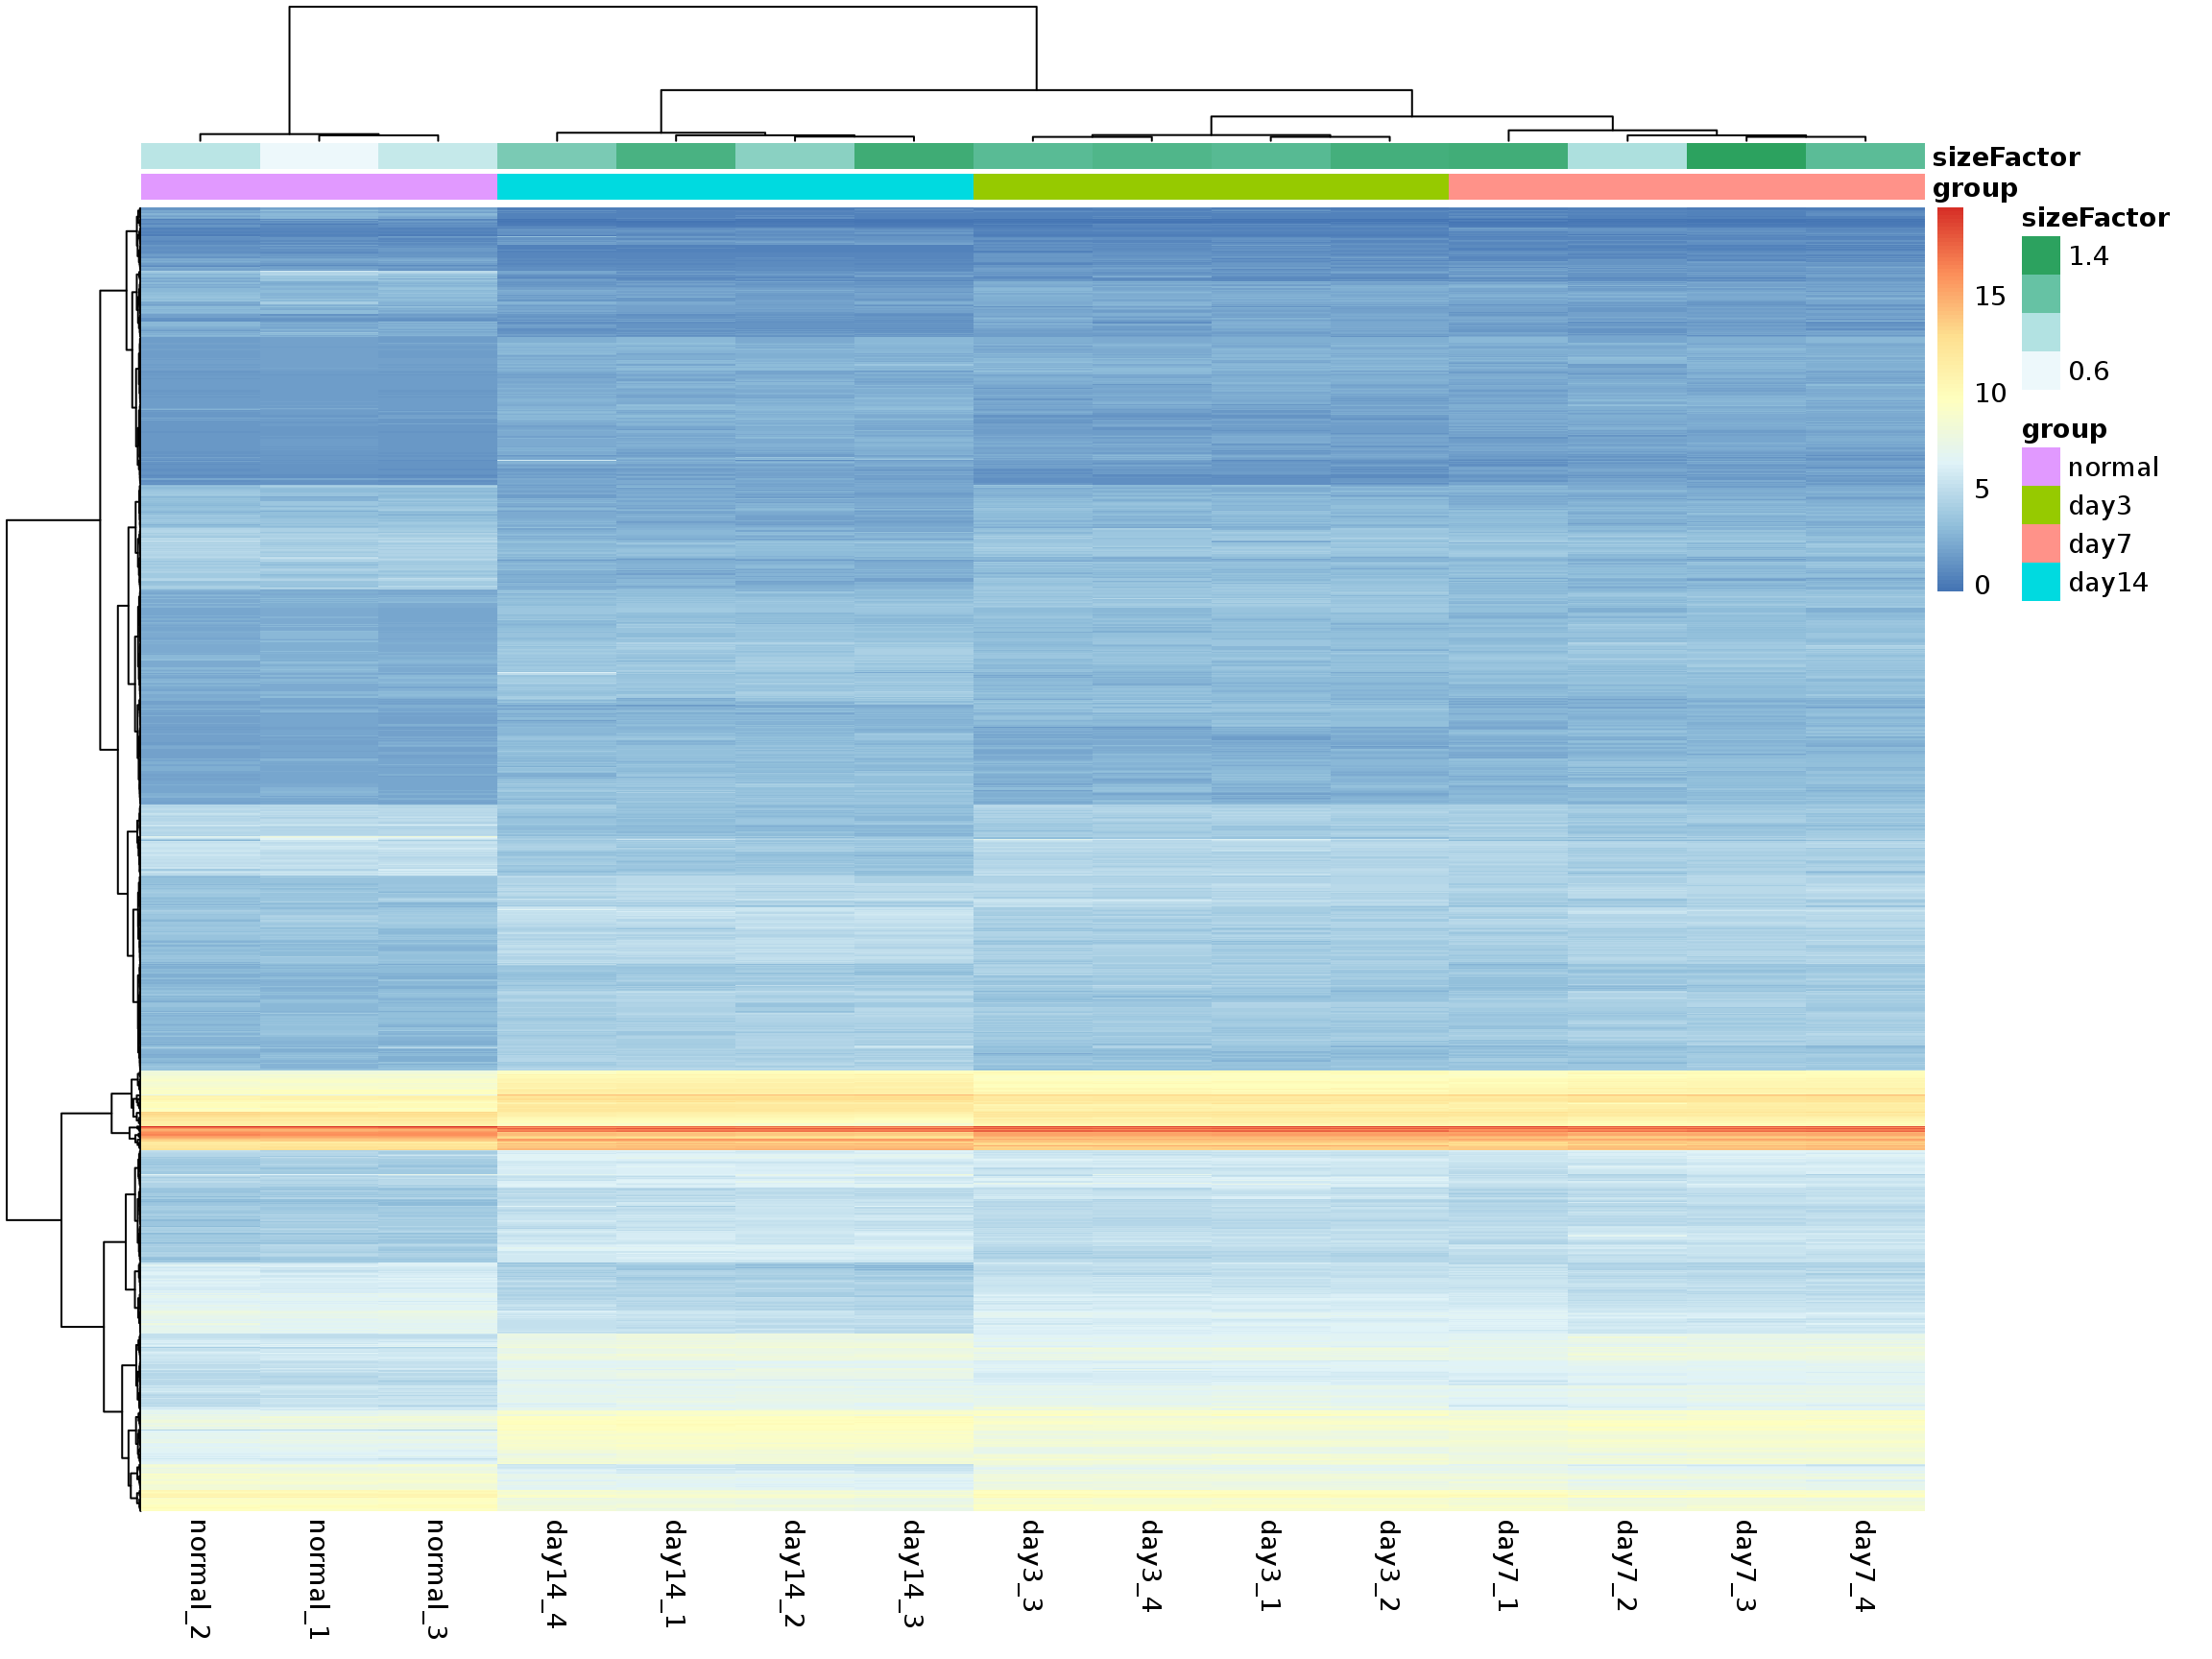 sizeFactor
group
sizeFactor
1.4
0.6
15
10
5
0
group
normal
day3
day7
day14
normal_2
normal_1
normal_3
day14_4
day14_1
day14_2
day14_3
day3_3
day3_4
day3_1
day3_2
day7_1
day7_2
day7_3
day7_4